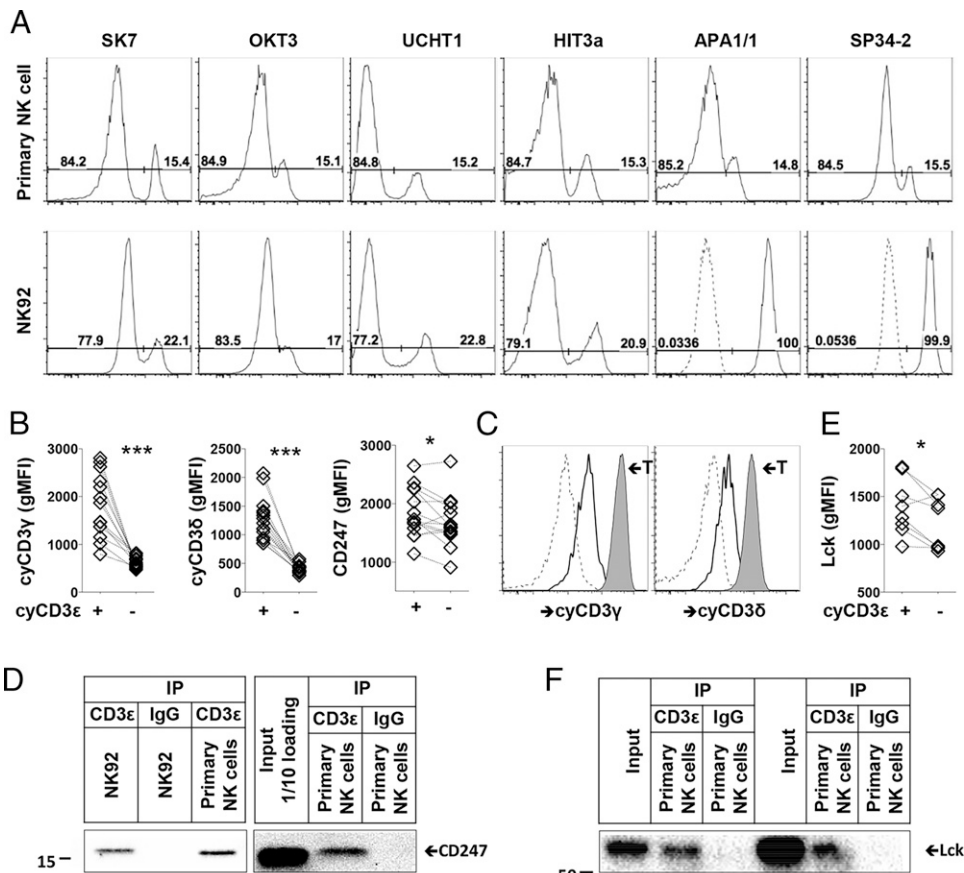 A
SK7 OKT3 UCHT1 HIT3a APA1/1 SP34-2
Primary NK cell
84.2 15.4 84.9 15.1 84.8 15.2 84.7 15.3 85.2 14.8 84.5 15.5
NK92
77.9 22.1 83.5 17 77.2 22.8 79.1 20.9 0.0336 100 0.0536 99.9
B
cyCD3γ (gMFI)
3000
2000
1000
0
***
cyCD3ε + -
cyCD3δ (gMFI)
2500
2000
1500
1000
500
0
***
+ -
CD247 (gMFI)
3000
2000
1000
*
+ -
C
←T ←T
→cyCD3γ →cyCD3δ
E
Lck (gMFI)
2000
1500
1000
500
*
cyCD3ε + -
D
IP
CD3ε IgG CD3ε
NK92
NK92
Primary
NK cells
Input
1/10 loading
IP
CD3ε IgG
Primary
NK cells
Primary
NK cells
15
←CD247
F
Input
IP
CD3ε IgG
Primary
NK cells
Primary
NK cells
Input
IP
CD3ε IgG
Primary
NK cells
Primary
NK cells
←Lck